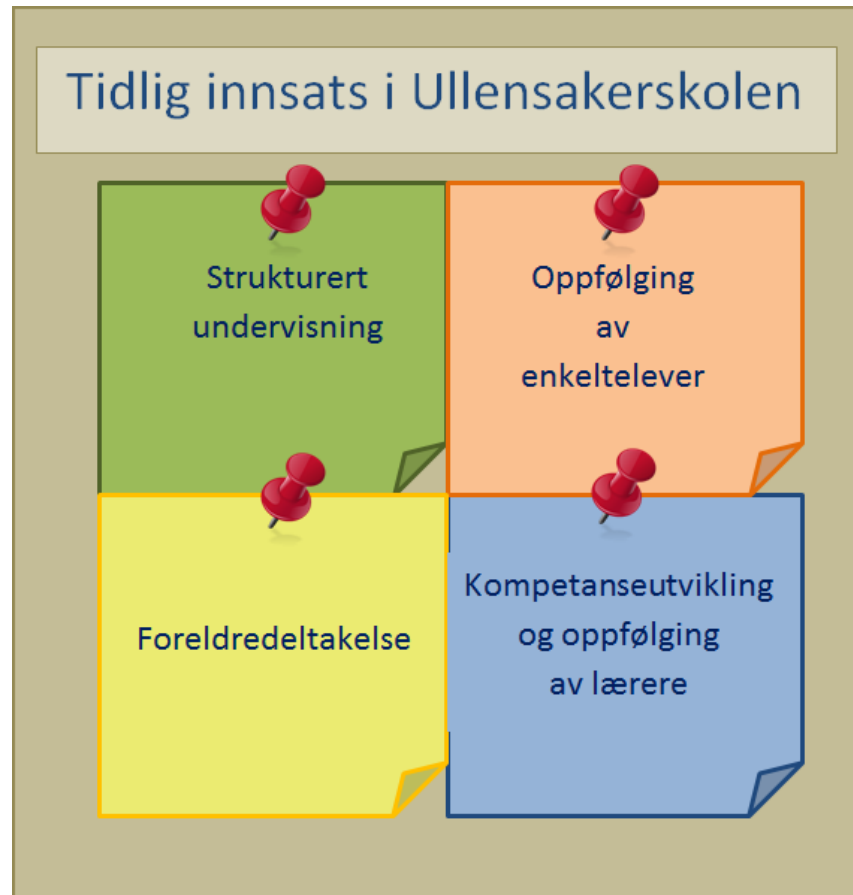 Tidlig innsats i Ullensakerskolen
Strukturert
undervisning
Oppfølging
av
enkeltelever
Foreldredeltakelse
Kompetanseutvikling
og oppfølging
av lærere